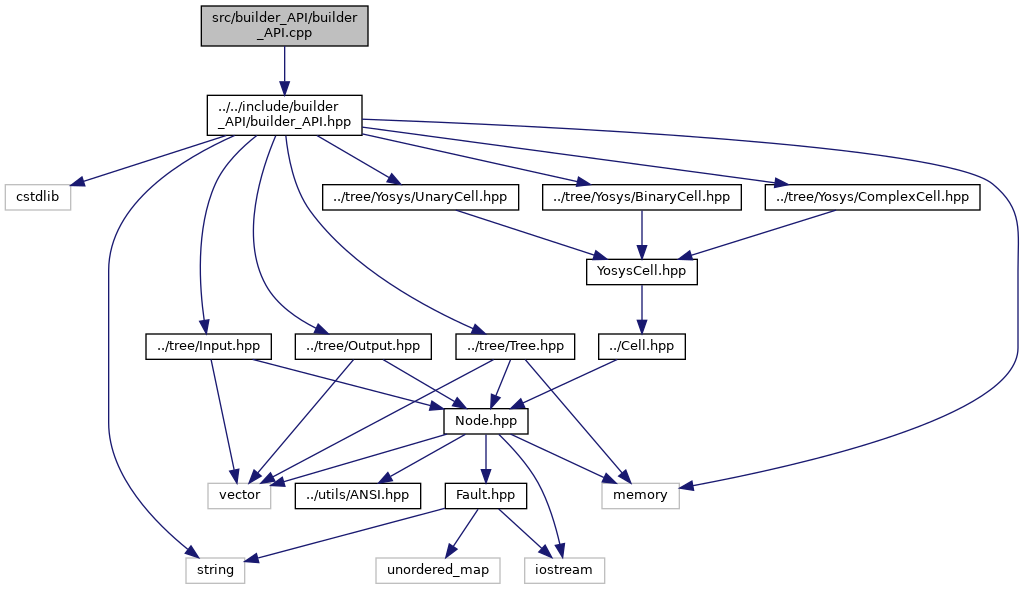 src/builder_API/builder
_API.cpp
../../include/builder
_API/builder_API.hpp
cstdlib
../tree/Yosys/UnaryCell.hpp
../tree/Yosys/BinaryCell.hpp
../tree/Yosys/ComplexCell.hpp
YosysCell.hpp
../tree/Input.hpp
../tree/Output.hpp
../tree/Tree.hpp
../Cell.hpp
Node.hpp
vector
../utils/ANSI.hpp
Fault.hpp
memory
string
unordered_map
iostream